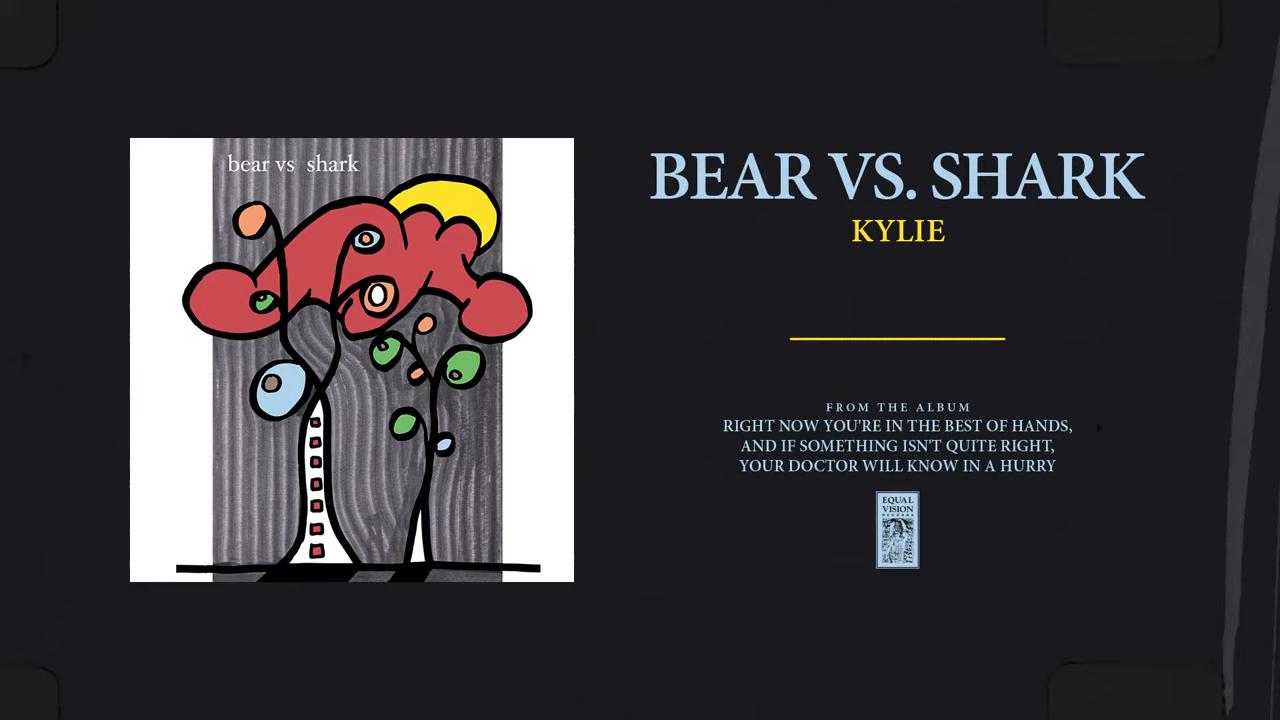 bear vs shark
BEAR VS. SHARK
KYLIE
FROM THE ALBUM
RIGHT NOW YOU'RE IN THE BEST OF HANDS,
AND IF SOMETHING ISN'T QUITE RIGHT,
YOUR DOCTOR WILL KNOW IN A HURRY
EQUAL
VISION
RECORDS